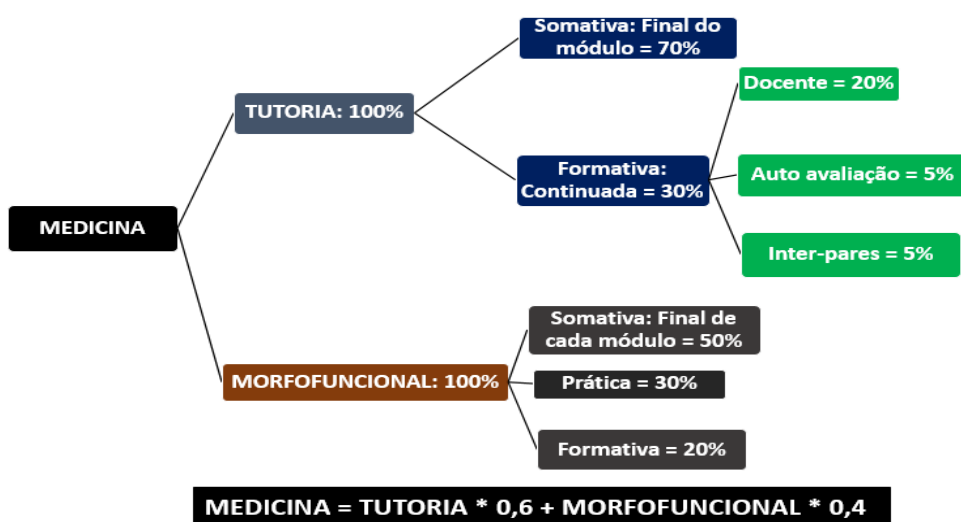 Somativa: Final do
módulo = 70%
Docente = 20%
TUTORIA: 100%
Formativa:
Continuada = 30%
Auto avaliação = 5%
MEDICINA
Inter-pares = 5%
Somativa: Final de
cada módulo = 50%
MORFOFUNCIONAL: 100%
Prática = 30%
Formativa = 20%
MEDICINA = TUTORIA * 0,6 + MORFOFUNCIONAL * 0,4